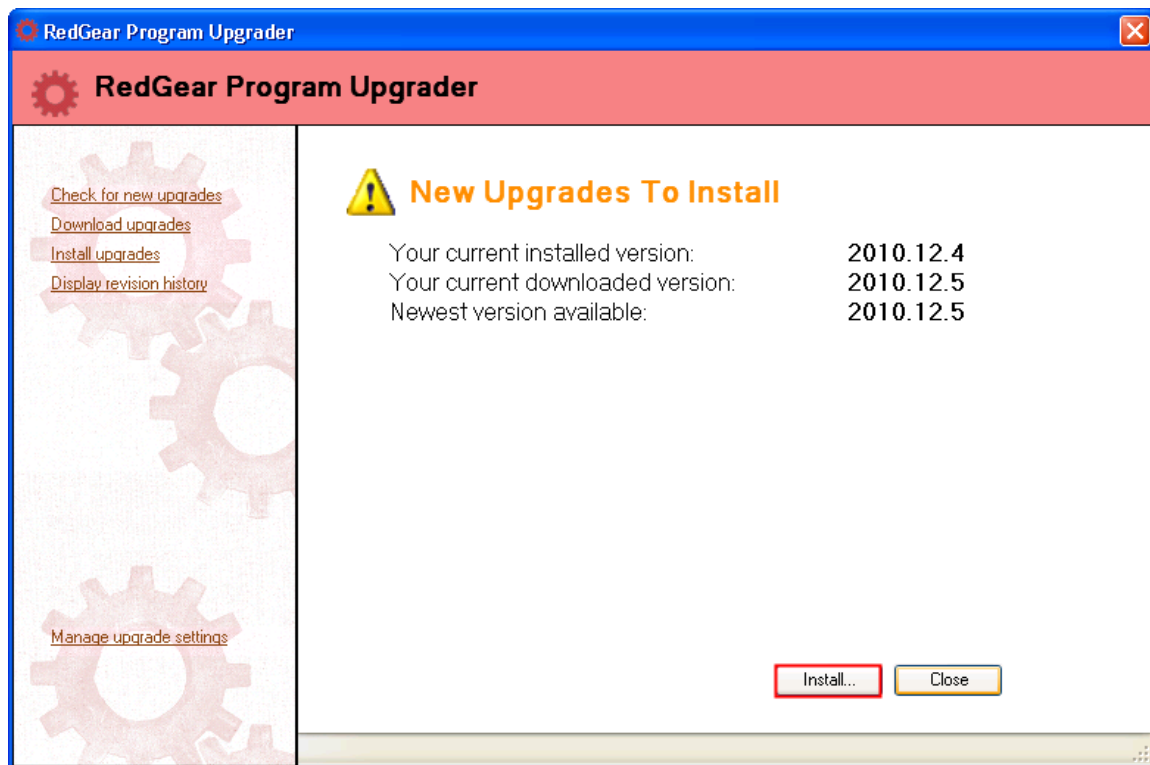 RedGear Program Upgrader
RedGear Program Upgrader
Check for new upgrades
Download upgrades
Install upgrades
Display revision history
Manage upgrade settings
New Upgrades To Install
Your current installed version: 2010.12.4
Your current downloaded version: 2010.12.5
Newest version available: 2010.12.5
Install... Close